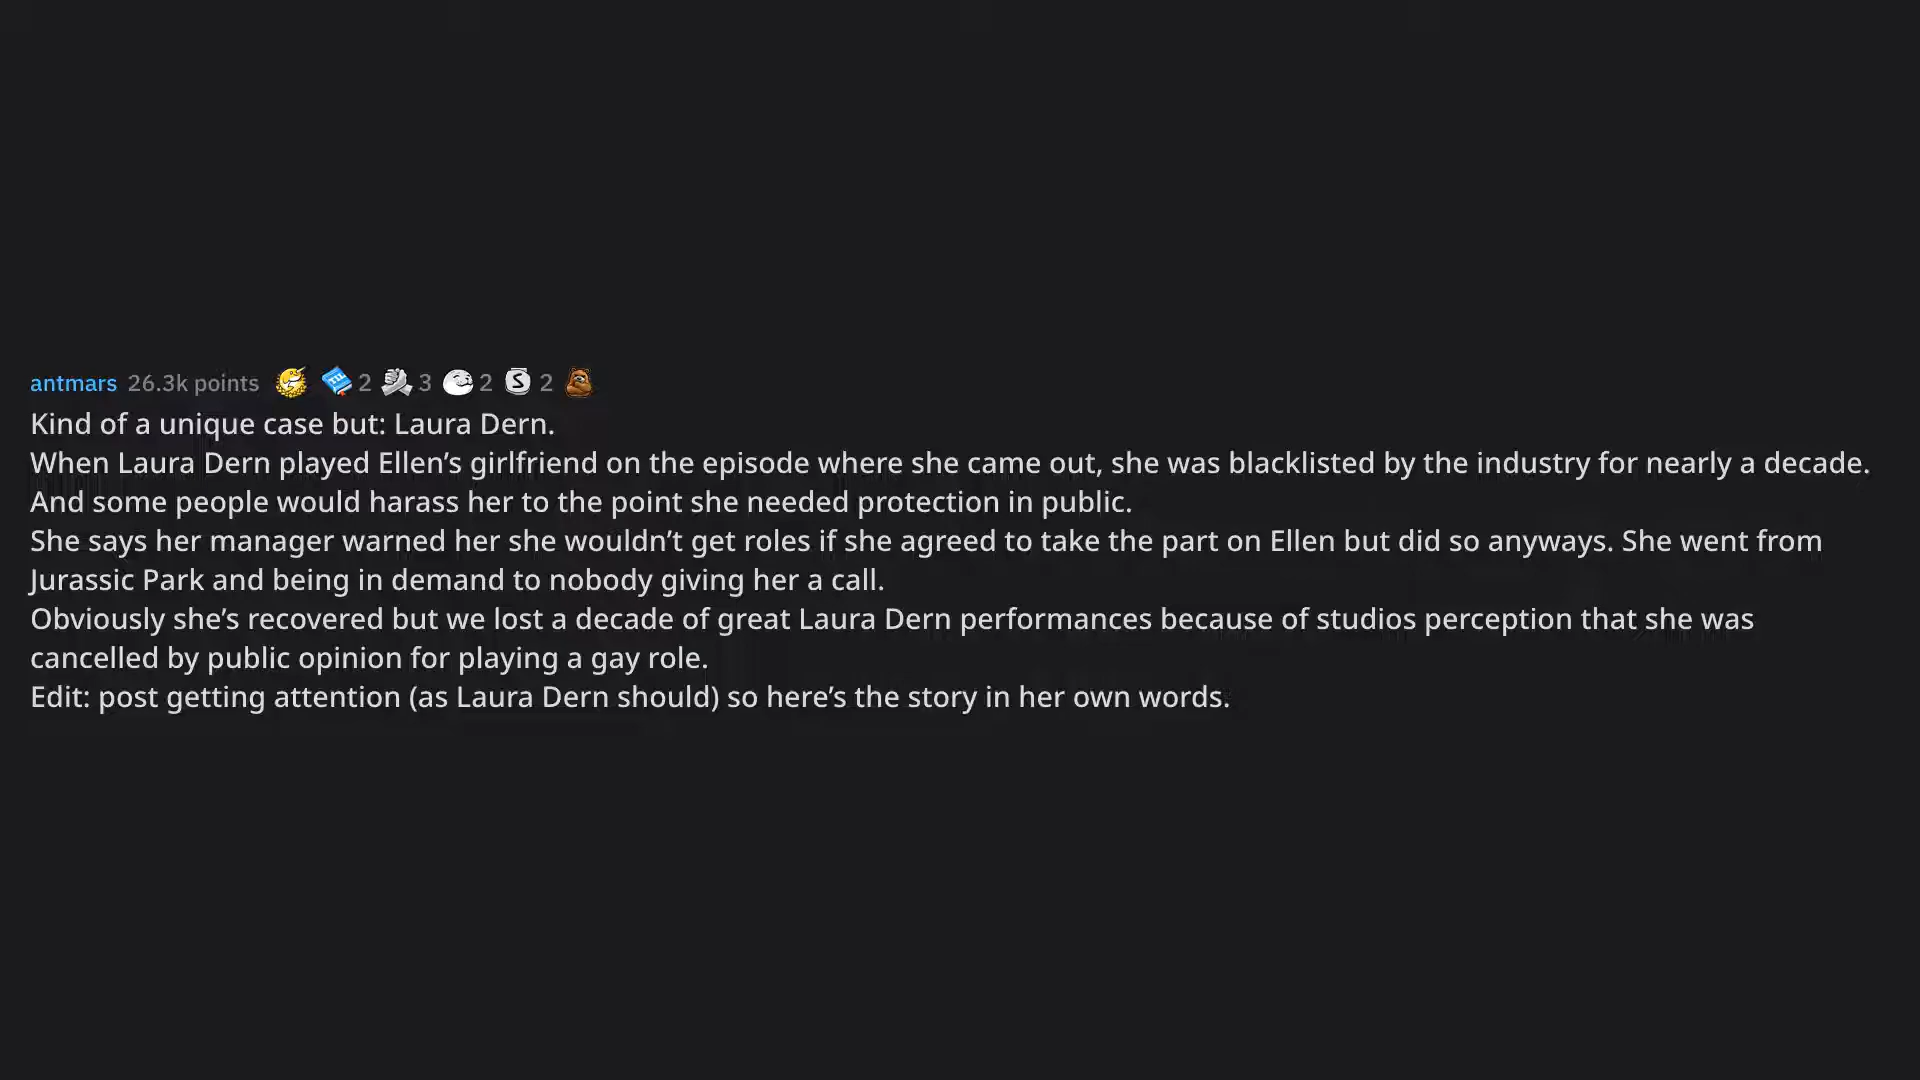 antmars 26.3k points 2 3 2 S 2
Kind of a unique case but: Laura Dern.
When Laura Dern played Ellen’s girlfriend on the episode where she came out, she was blacklisted by the industry for nearly a decade.
And some people would harass her to the point she needed protection in public.
She says her manager warned her she wouldn’t get roles if she agreed to take the part on Ellen but did so anyways. She went from
Jurassic Park and being in demand to nobody giving her a call.
Obviously she’s recovered but we lost a decade of great Laura Dern performances because of studios perception that she was
cancelled by public opinion for playing a gay role.
Edit: post getting attention (as Laura Dern should) so here’s the story in her own words.